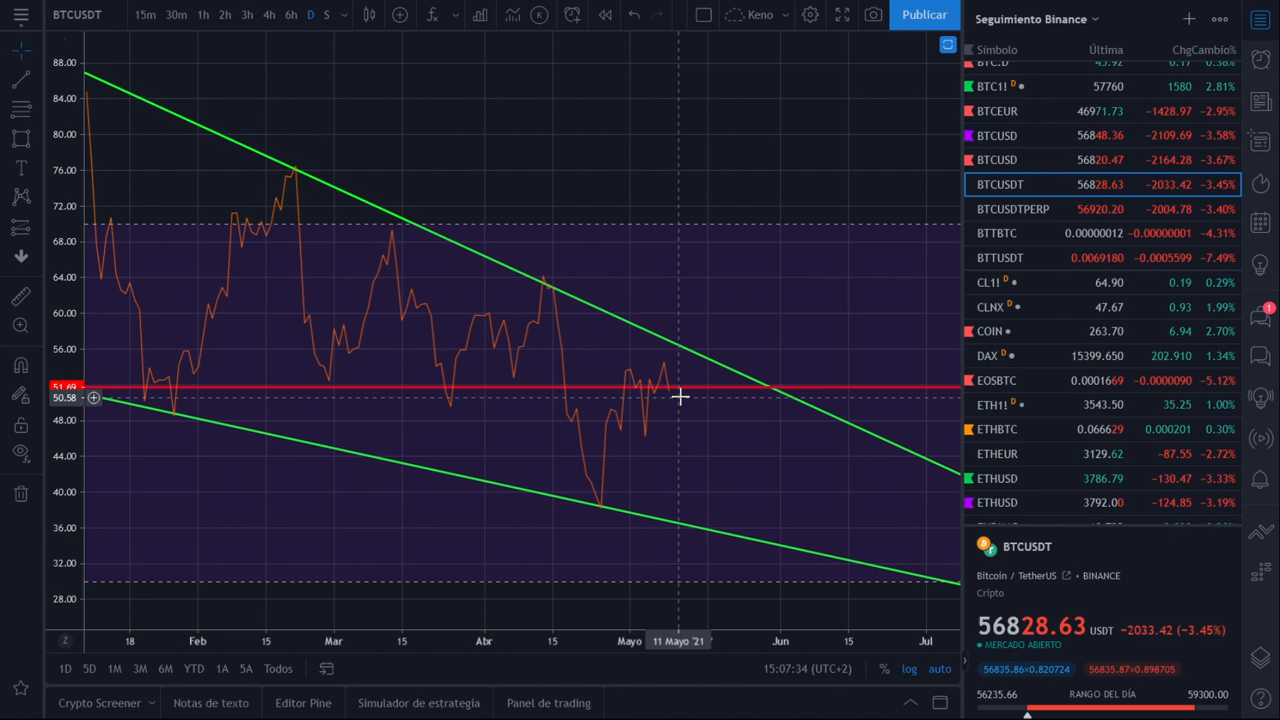 BTCUSDT 15m 30m 1h 2h 3h 4h 6h D S Keno Publicar
Seguimiento Binance
Símbolo Última Chg Cambio%
BTC.D 45.92 0.17 0.38%
BTC1! D 57760 1580 2.81%
BTCEUR 46971.73 −1428.97 −2.95%
BTCUSD 56848.36 −2109.69 −3.58%
BTCUSD 56820.47 −2164.28 −3.67%
BTCUSDT 56828.63 −2033.42 −3.45%
BTCUSDTPERP 56920.20 −2004.78 −3.40%
BTTBTC 0.00000012 −0.00000001 −4.31%
BTTUSDT 0.0069180 −0.0005599 −7.49%
CL1! D 64.90 0.19 0.29%
CLNX D 47.67 0.93 1.99%
COIN 263.70 6.94 2.70%
DAX D 15399.650 202.910 1.34%
EOSBTC 0.0001669 −0.0000090 −5.12%
ETH1! D 3543.50 35.25 1.00%
ETHBTC 0.066629 0.000201 0.30%
ETHEUR 3129.62 −87.55 −2.72%
ETHUSD 3786.79 −130.47 −3.33%
ETHUSD 3792.00 −124.85 −3.19%
1
88.00
84.00
80.00
76.00
72.00
68.00
64.00
60.00
56.00
51.69
50.58
48.00
44.00
40.00
36.00
32.00
28.00
Z 18 Feb 15 Mar 15 Abr 15 Mayo 11 Mayo '21 Jun 15 Jul
BTCUSDT
Bitcoin / TetherUS • BINANCE
Cripto
56828.63 USDT −2033.42 (−3.45%)
MERCADO ABIERTO
56835.86×0.820724 56835.87×0.898705
56235.66 RANGO DEL DÍA 59300.00
1D 5D 1M 3M 6M YTD 1A 5A Todos 15:07:34 (UTC+2) % log auto
Crypto Screener Notas de texto Editor Pine Simulador de estrategia Panel de trading